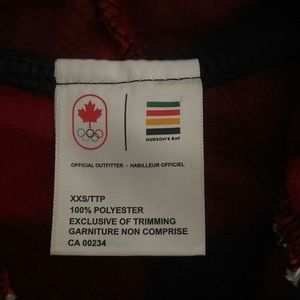 HUDSON'S BAY
OFFICIAL OUTFITTER - HABILLEUR OFFICIEL
XXS/TTP
100% POLYESTER
EXCLUSIVE OF TRIMMING
GARNITURE NON COMPRISE
CA 00234